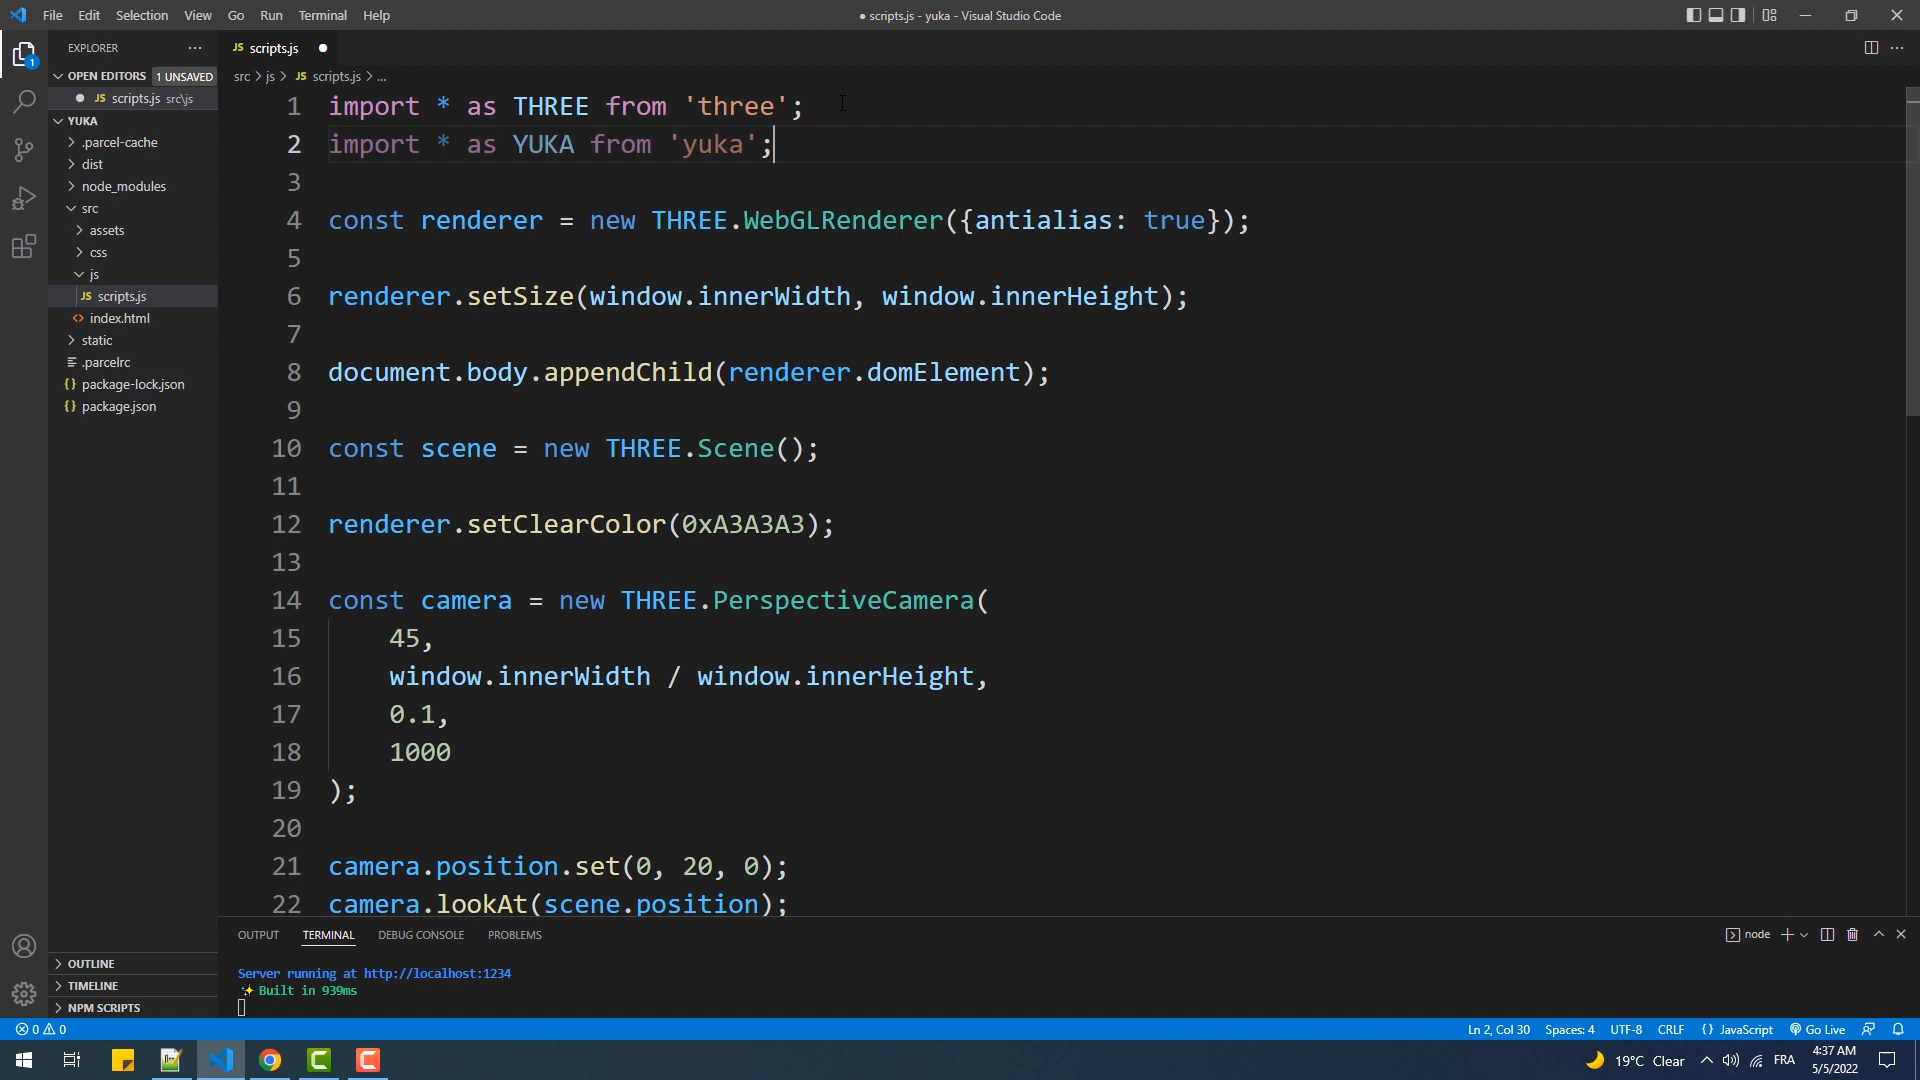 File Edit Selection View Go Run Terminal Help
● scripts.js - yuka - Visual Studio Code
EXPLORER
OPEN EDITORS 1 UNSAVED
JS scripts.js src\js
YUKA
.parcel-cache
dist
node_modules
src
assets
css
js
JS scripts.js
<> index.html
static
.parcelrc
{} package-lock.json
{} package.json
OUTLINE
TIMELINE
NPM SCRIPTS
1
JS scripts.js ●
src > js > JS scripts.js > ...
1 import * as THREE from 'three';
2 import * as YUKA from 'yuka';
3
4 const renderer = new THREE.WebGLRenderer({antialias: true});
5
6 renderer.setSize(window.innerWidth, window.innerHeight);
7
8 document.body.appendChild(renderer.domElement);
9
10 const scene = new THREE.Scene();
11
12 renderer.setClearColor(0xA3A3A3);
13
14 const camera = new THREE.PerspectiveCamera(
15 45,
16 window.innerWidth / window.innerHeight,
17 0.1,
18 1000
19 );
20
21 camera.position.set(0, 20, 0);
22 camera.lookAt(scene.position);
OUTPUT TERMINAL DEBUG CONSOLE PROBLEMS
node
Server running at http://localhost:1234
✨ Built in 939ms
0 0
Ln 2, Col 30 Spaces: 4 UTF-8 CRLF {} JavaScript Go Live
19°C Clear FRA 4:37 AM
5/5/2022